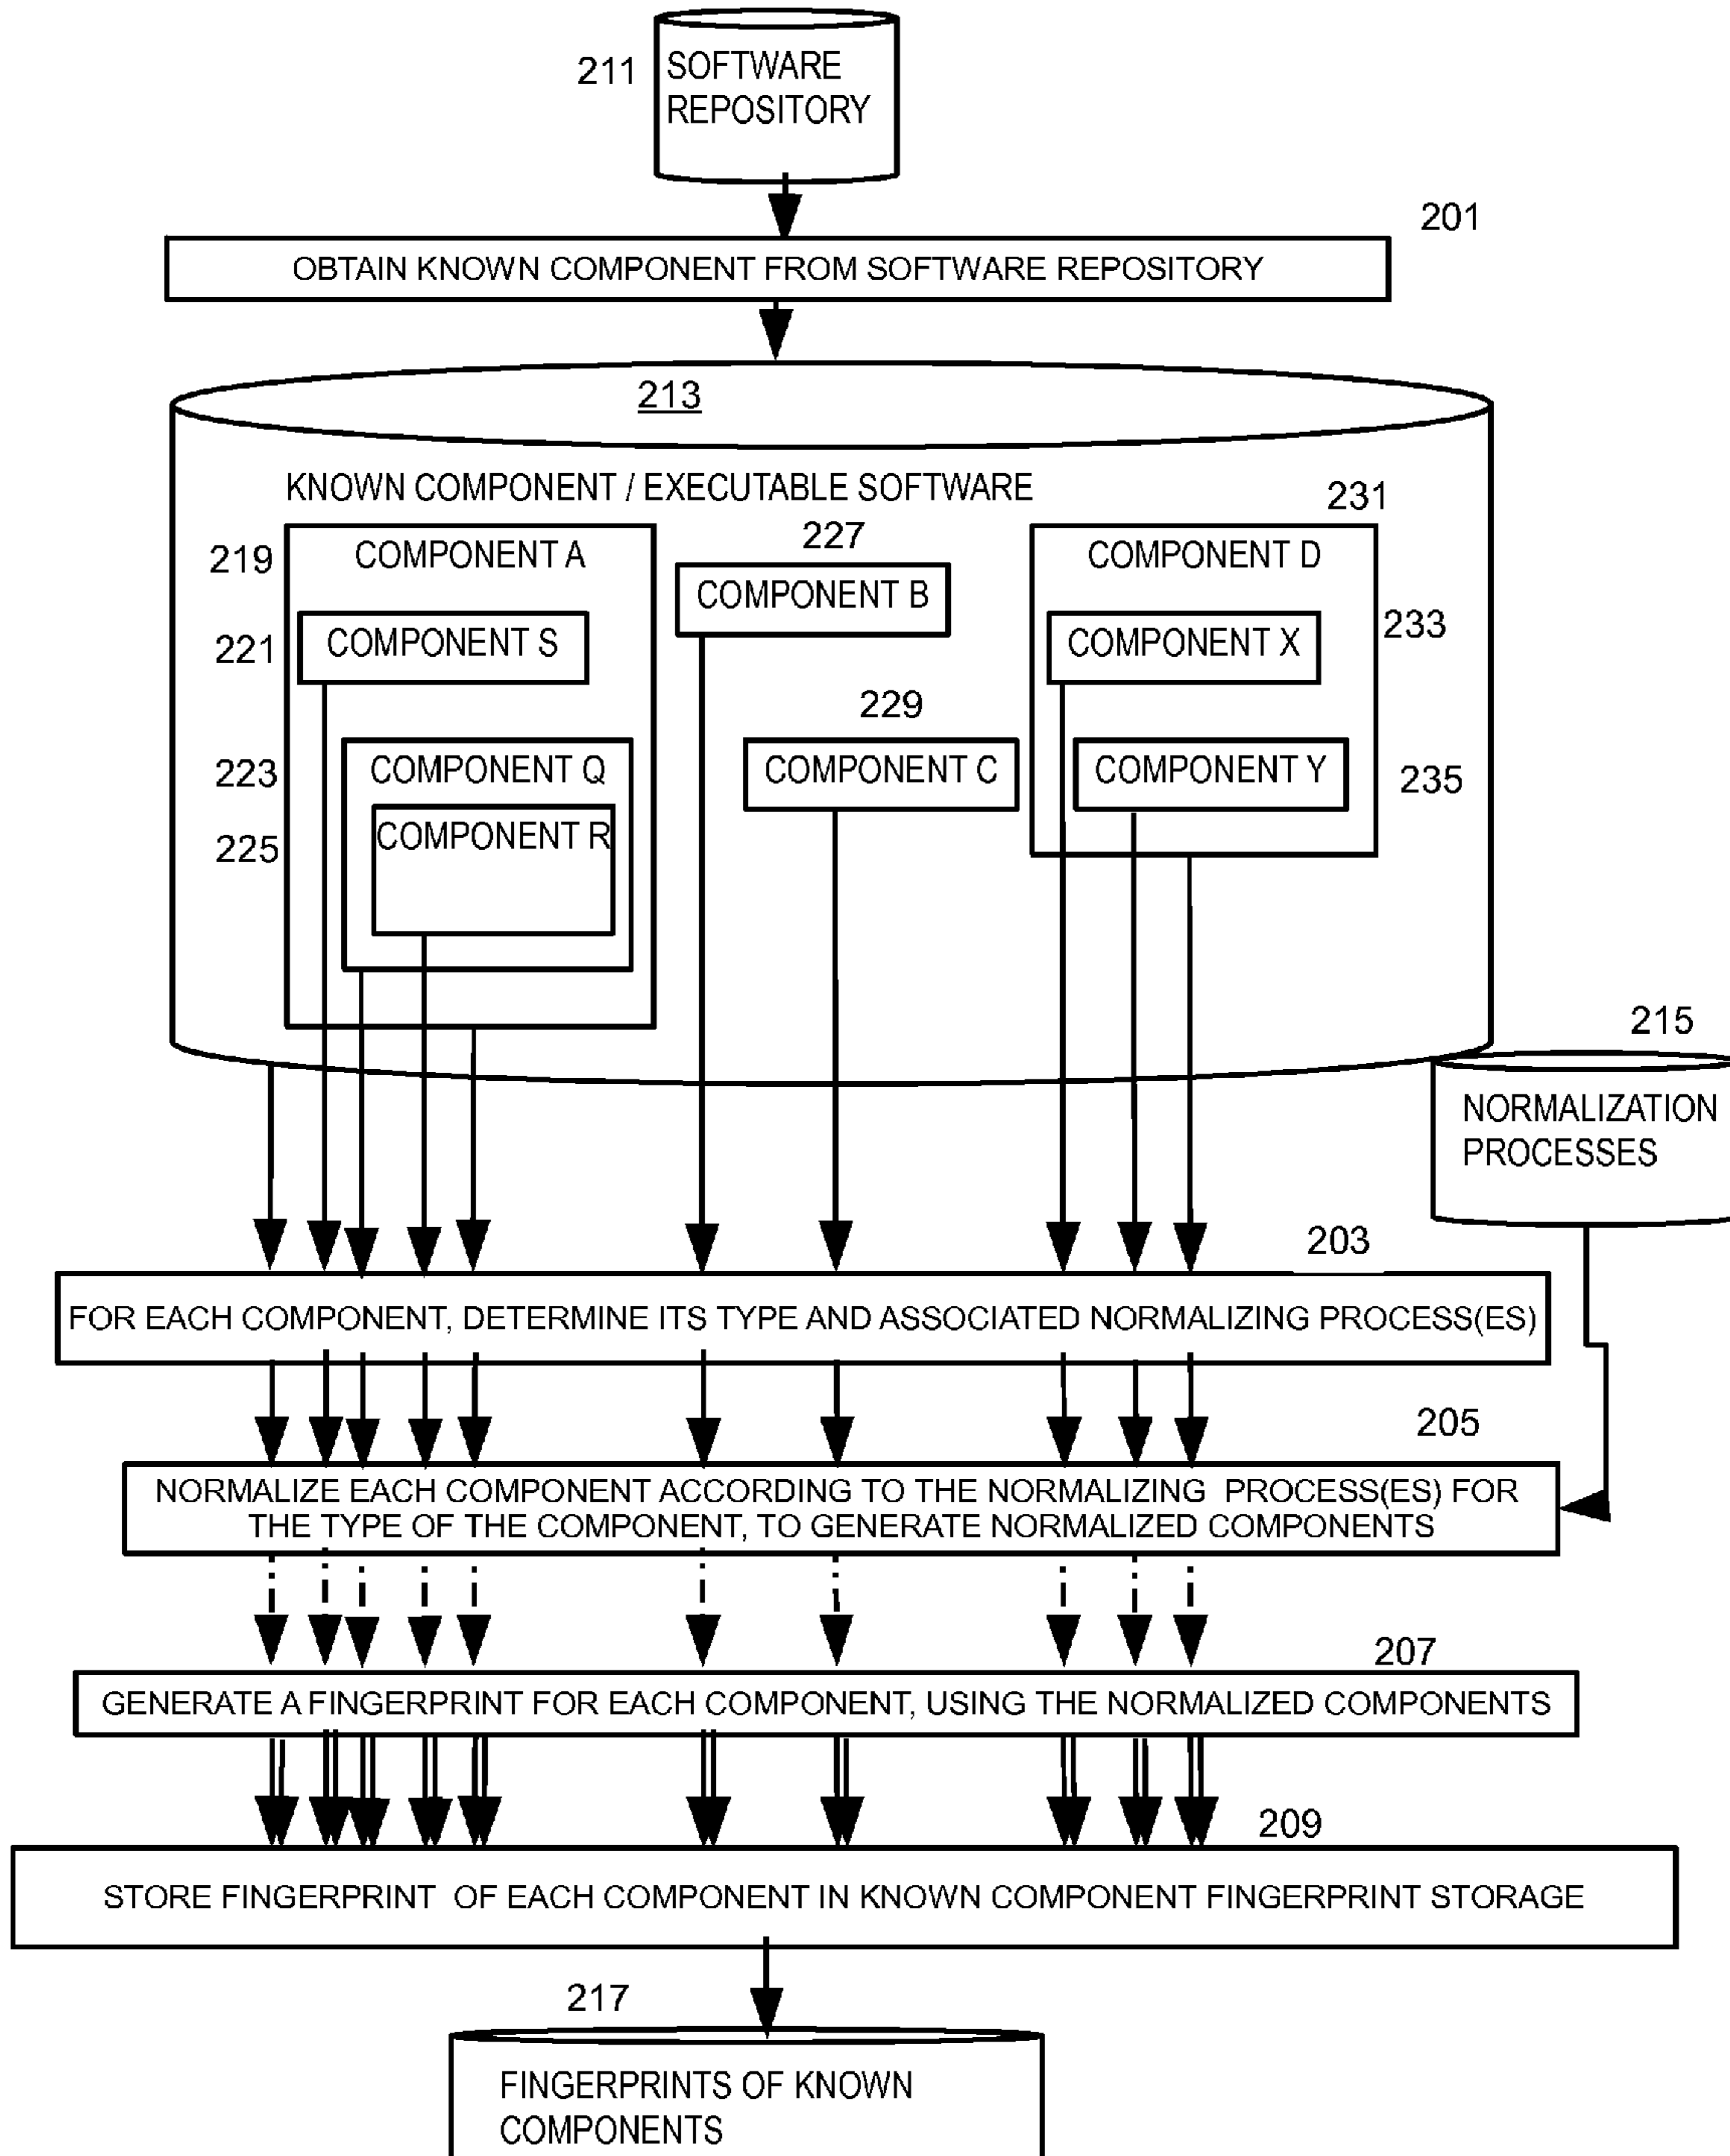 211
SOFTWARE
REPOSITORY
201
OBTAIN KNOWN COMPONENT FROM SOFTWARE REPOSITORY
213
KNOWN COMPONENT / EXECUTABLE SOFTWARE
219
COMPONENT A
221
COMPONENT S
223
COMPONENT Q
225
COMPONENT R
227
COMPONENT B
229
COMPONENT C
231
COMPONENT D
233
COMPONENT X
235
COMPONENT Y
215
NORMALIZATION
PROCESSES
203
FOR EACH COMPONENT, DETERMINE ITS TYPE AND ASSOCIATED NORMALIZING PROCESS(ES)
205
NORMALIZE EACH COMPONENT ACCORDING TO THE NORMALIZING PROCESS(ES) FOR
THE TYPE OF THE COMPONENT, TO GENERATE NORMALIZED COMPONENTS
207
GENERATE A FINGERPRINT FOR EACH COMPONENT, USING THE NORMALIZED COMPONENTS
209
STORE FINGERPRINT OF EACH COMPONENT IN KNOWN COMPONENT FINGERPRINT STORAGE
217
FINGERPRINTS OF KNOWN
COMPONENTS